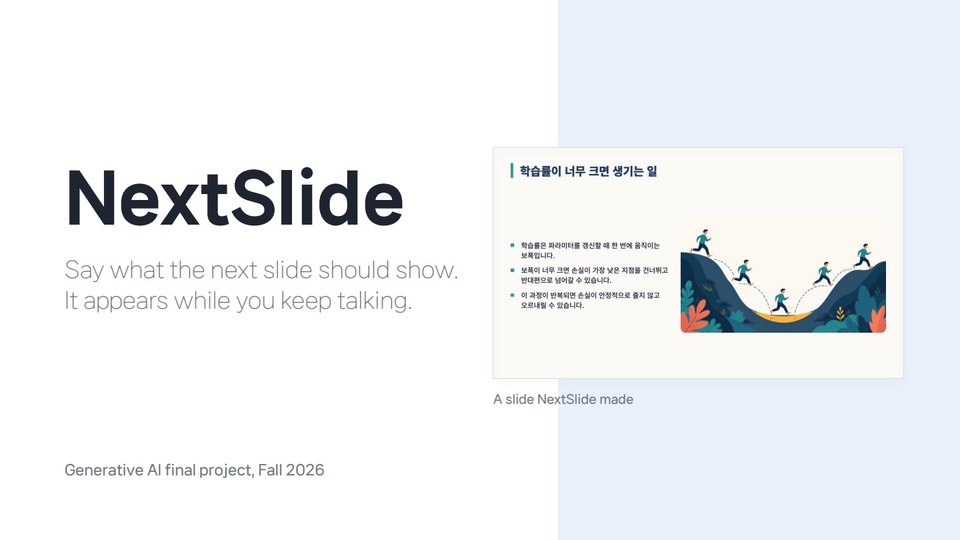 NextSlide
Say what the next slide should show.
It appears while you keep talking.
학습률이 너무 크면 생기는 일
학습률은 파라미터를 갱신할 때 한 번에 움직이는
보폭입니다.
보폭이 너무 크면 손실이 가장 낮은 지점을 건너뛰고
반대편으로 넘어갈 수 있습니다.
이 과정이 반복되면 손실이 안정적으로 줄지 않고
오르내릴 수 있습니다.
A slide NextSlide made
Generative AI final project, Fall 2026